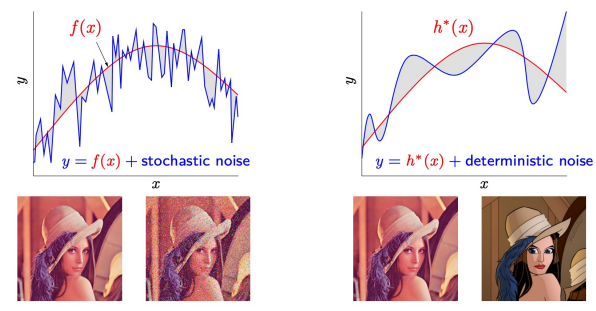 f(x)
y
y = f(x) + stochastic noise
x
h*(x)
y
y = h*(x) + deterministic noise
x